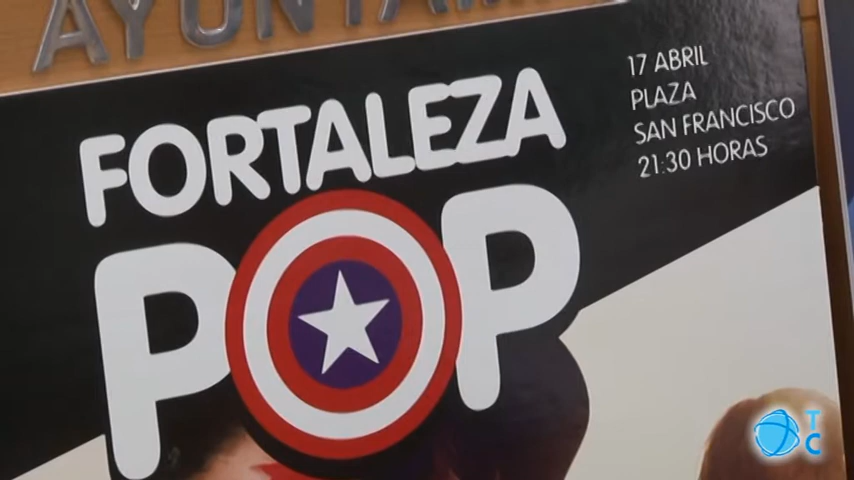 FORTALEZA
POP
17 ABRIL
PLAZA
SAN FRANCISCO
21:30 HORAS
TC